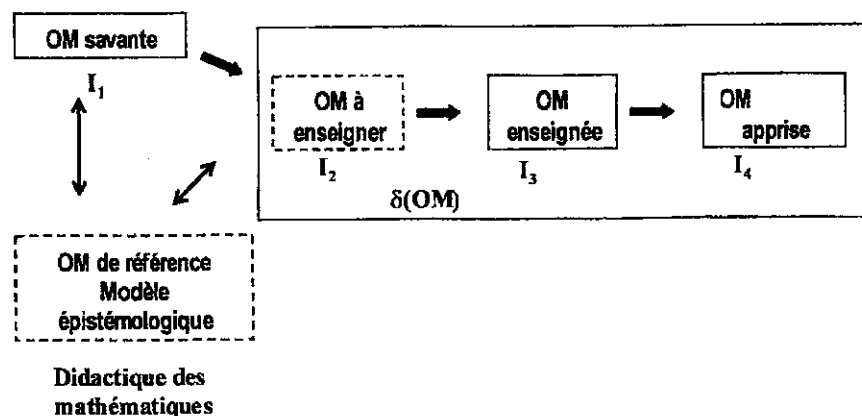 OM savante
I1
OM à
enseigner
I2
OM
enseignée
I3
OM
apprise
I4
δ(OM)
OM de référence
Modèle
épistémologique
Didactique des
mathématiques